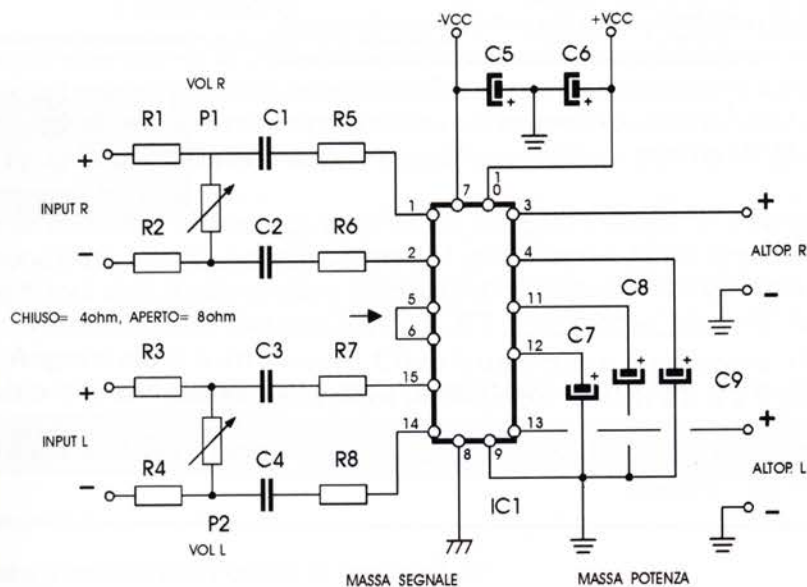 -VCC
+VCC
C5
C6
VOL R
R1
P1
C1
R5
+
INPUT R
-
R2
C2
R6
CHIUSO= 4ohm, APERTO= 8ohm
R3
C3
R7
+
INPUT L
-
R4
C4
R8
P2
VOL L
1
2
5
6
15
14
7
10
3
4
11
12
13
8
9
IC1
C7
C8
C9
+
ALTOP. R
-
+
ALTOP. L
-
MASSA SEGNALE
MASSA POTENZA